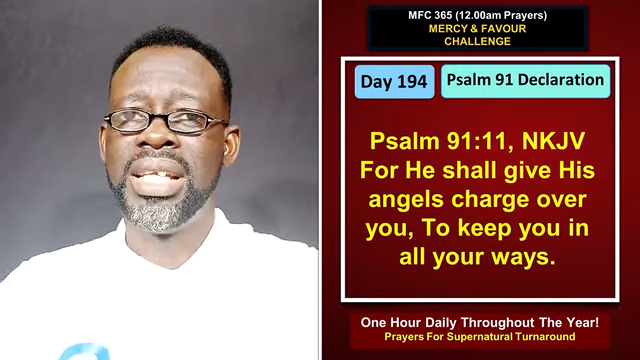 MFC 365 (12.00am Prayers)
MERCY & FAVOUR
CHALLENGE
Day 194
Psalm 91 Declaration
Psalm 91:11, NKJV
For He shall give His
angels charge over
you, To keep you in
all your ways.
One Hour Daily Throughout The Year!
Prayers For Supernatural Turnaround